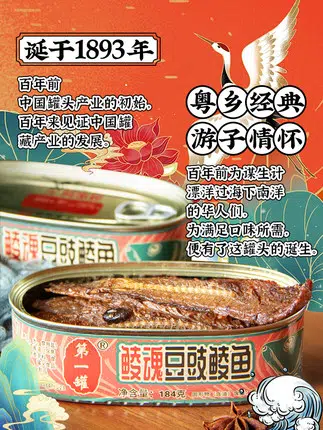 诞于1893年
百年前
中国罐头产业的初始.
百年来见证中国罐
藏产业的发展.
粤乡经典
游子情怀
百年前为谋生计
漂洋过海下南洋
的华人们.
为满足口味所需.
便有了这罐头的诞生.
鲮魂豆豉鲮鱼
第一罐
®
鲮魂豆豉鲮鱼
净含量: 184克